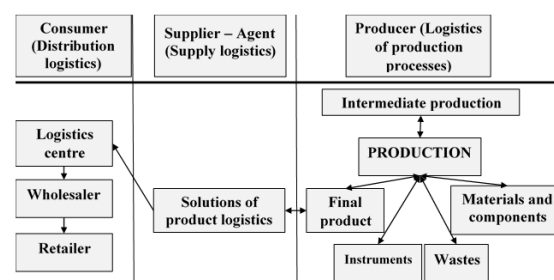 Consumer
(Distribution
logistics)
Supplier – Agent
(Supply logistics)
Producer (Logistics
of production
processes)
Intermediate production
Logistics
centre
PRODUCTION
Wholesaler
Solutions of
product logistics
Final
product
Materials and
components
Retailer
Instruments
Wastes